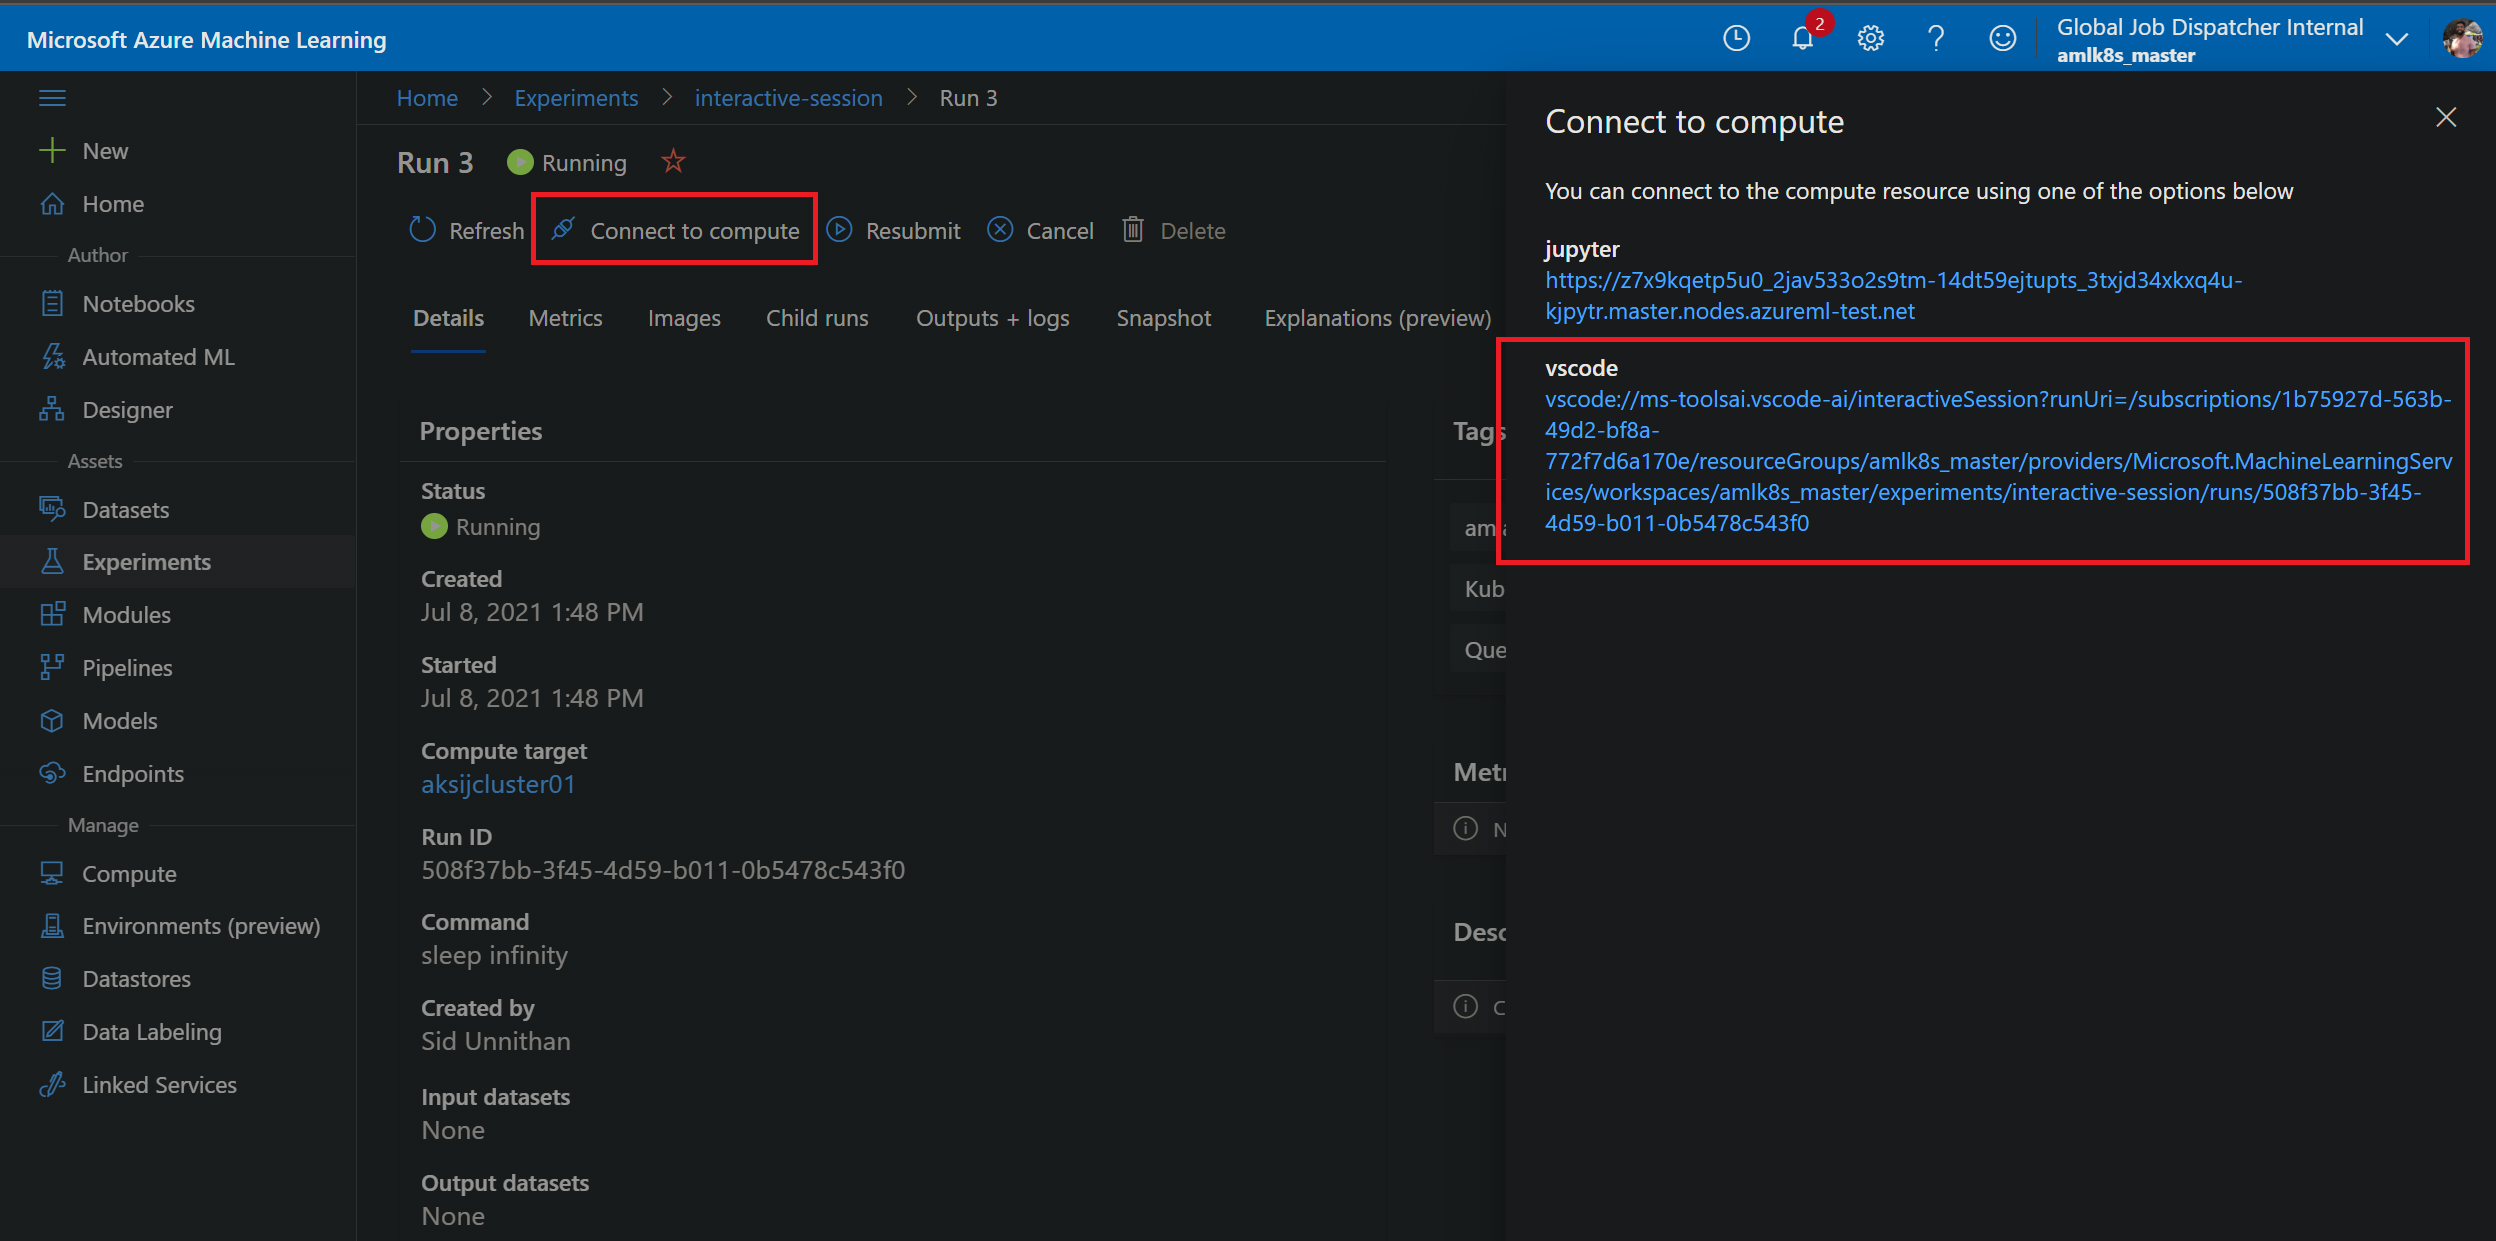 Microsoft Azure Machine Learning
2
Global Job Dispatcher Internal
amlk8s_master
Home > Experiments > interactive-session > Run 3
New
Home
Author
Notebooks
Automated ML
Designer
Assets
Datasets
Experiments
Modules
Pipelines
Models
Endpoints
Manage
Compute
Environments (preview)
Datastores
Data Labeling
Linked Services
Run 3 Running
Refresh Connect to compute Resubmit Cancel Delete
Details Metrics Images Child runs Outputs + logs Snapshot Explanations (preview)
Properties
Status
Running
Created
Jul 8, 2021 1:48 PM
Started
Jul 8, 2021 1:48 PM
Compute target
aksijcluster01
Run ID
508f37bb-3f45-4d59-b011-0b5478c543f0
Command
sleep infinity
Created by
Sid Unnithan
Input datasets
None
Output datasets
None
Tags
Kub
Que
Metr
N
Desc
C
Connect to compute
You can connect to the compute resource using one of the options below
jupyter
https://z7x9kqetp5u0_2jav533o2s9tm-14dt59ejtupts_3txjd34xkxq4u-
kjpytr.master.nodes.azureml-test.net
vscode
vscode://ms-toolsai.vscode-ai/interactiveSession?runUri=/subscriptions/1b75927d-563b-
49d2-bf8a-
772f7d6a170e/resourceGroups/amlk8s_master/providers/Microsoft.MachineLearningServ
ices/workspaces/amlk8s_master/experiments/interactive-session/runs/508f37bb-3f45-
4d59-b011-0b5478c543f0